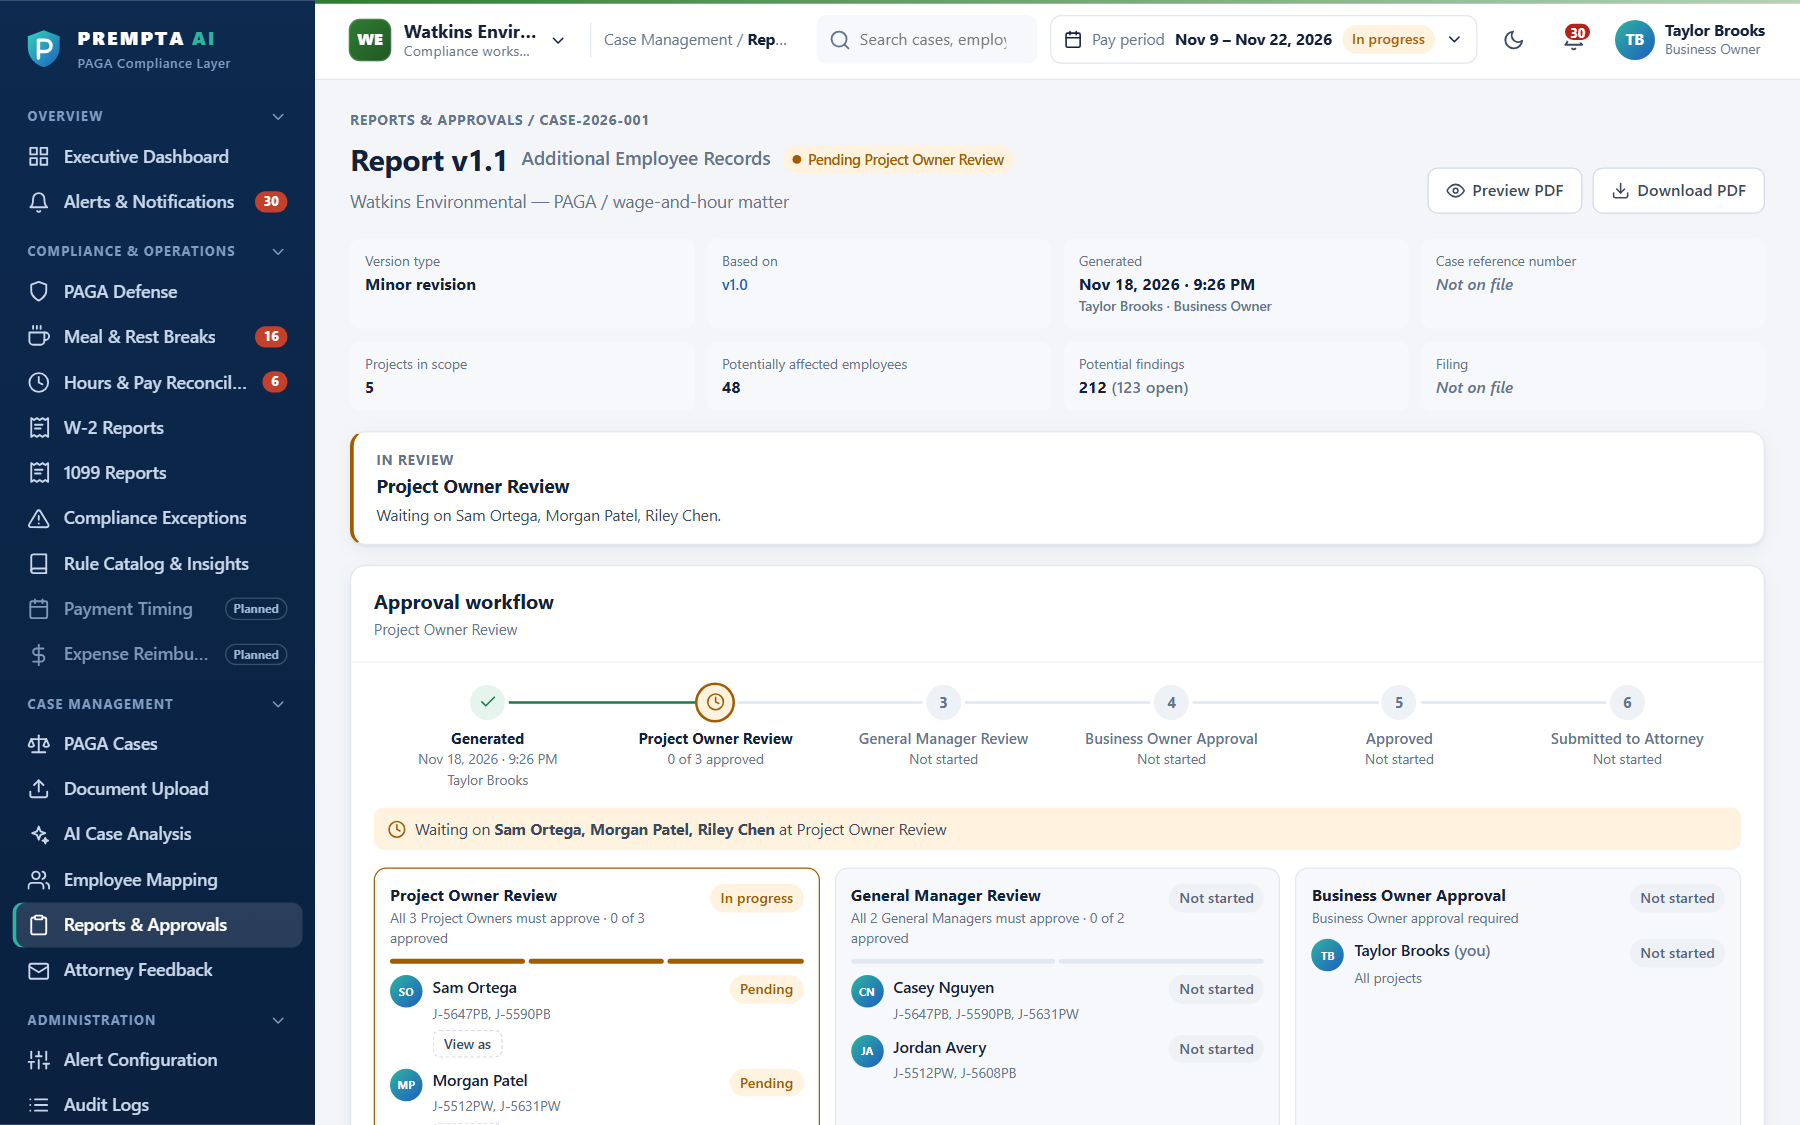 PREMPTA AI
PAGA Compliance Layer
OVERVIEW
Executive Dashboard
Alerts & Notifications 30
COMPLIANCE & OPERATIONS
PAGA Defense
Meal & Rest Breaks 16
Hours & Pay Reconcil... 6
W-2 Reports
1099 Reports
Compliance Exceptions
Rule Catalog & Insights
Payment Timing Planned
Expense Reimbu... Planned
CASE MANAGEMENT
PAGA Cases
Document Upload
AI Case Analysis
Employee Mapping
Reports & Approvals
Attorney Feedback
ADMINISTRATION
Alert Configuration
Audit Logs
WE Watkins Envir...
Compliance works...
Case Management / Rep...
Search cases, employ
Pay period Nov 9 – Nov 22, 2026 In progress
30
TB Taylor Brooks
Business Owner
REPORTS & APPROVALS / CASE-2026-001
Report v1.1 Additional Employee Records Pending Project Owner Review
Watkins Environmental — PAGA / wage-and-hour matter
Preview PDF
Download PDF
Version type
Minor revision
Based on
v1.0
Generated
Nov 18, 2026 · 9:26 PM
Taylor Brooks · Business Owner
Case reference number
Not on file
Projects in scope
5
Potentially affected employees
48
Potential findings
212 (123 open)
Filing
Not on file
IN REVIEW
Project Owner Review
Waiting on Sam Ortega, Morgan Patel, Riley Chen.
Approval workflow
Project Owner Review
Generated
Nov 18, 2026 · 9:26 PM
Taylor Brooks
Project Owner Review
0 of 3 approved
3
General Manager Review
Not started
4
Business Owner Approval
Not started
5
Approved
Not started
6
Submitted to Attorney
Not started
Waiting on Sam Ortega, Morgan Patel, Riley Chen at Project Owner Review
Project Owner Review In progress
All 3 Project Owners must approve · 0 of 3
approved
SO Sam Ortega Pending
J-5647PB, J-5590PB
View as
MP Morgan Patel Pending
J-5512PW, J-5631PW
General Manager Review Not started
All 2 General Managers must approve · 0 of 2
approved
CN Casey Nguyen Not started
J-5647PB, J-5590PB, J-5631PW
JA Jordan Avery Not started
J-5512PW, J-5608PB
Business Owner Approval Not started
Business Owner approval required
TB Taylor Brooks (you) Not started
All projects